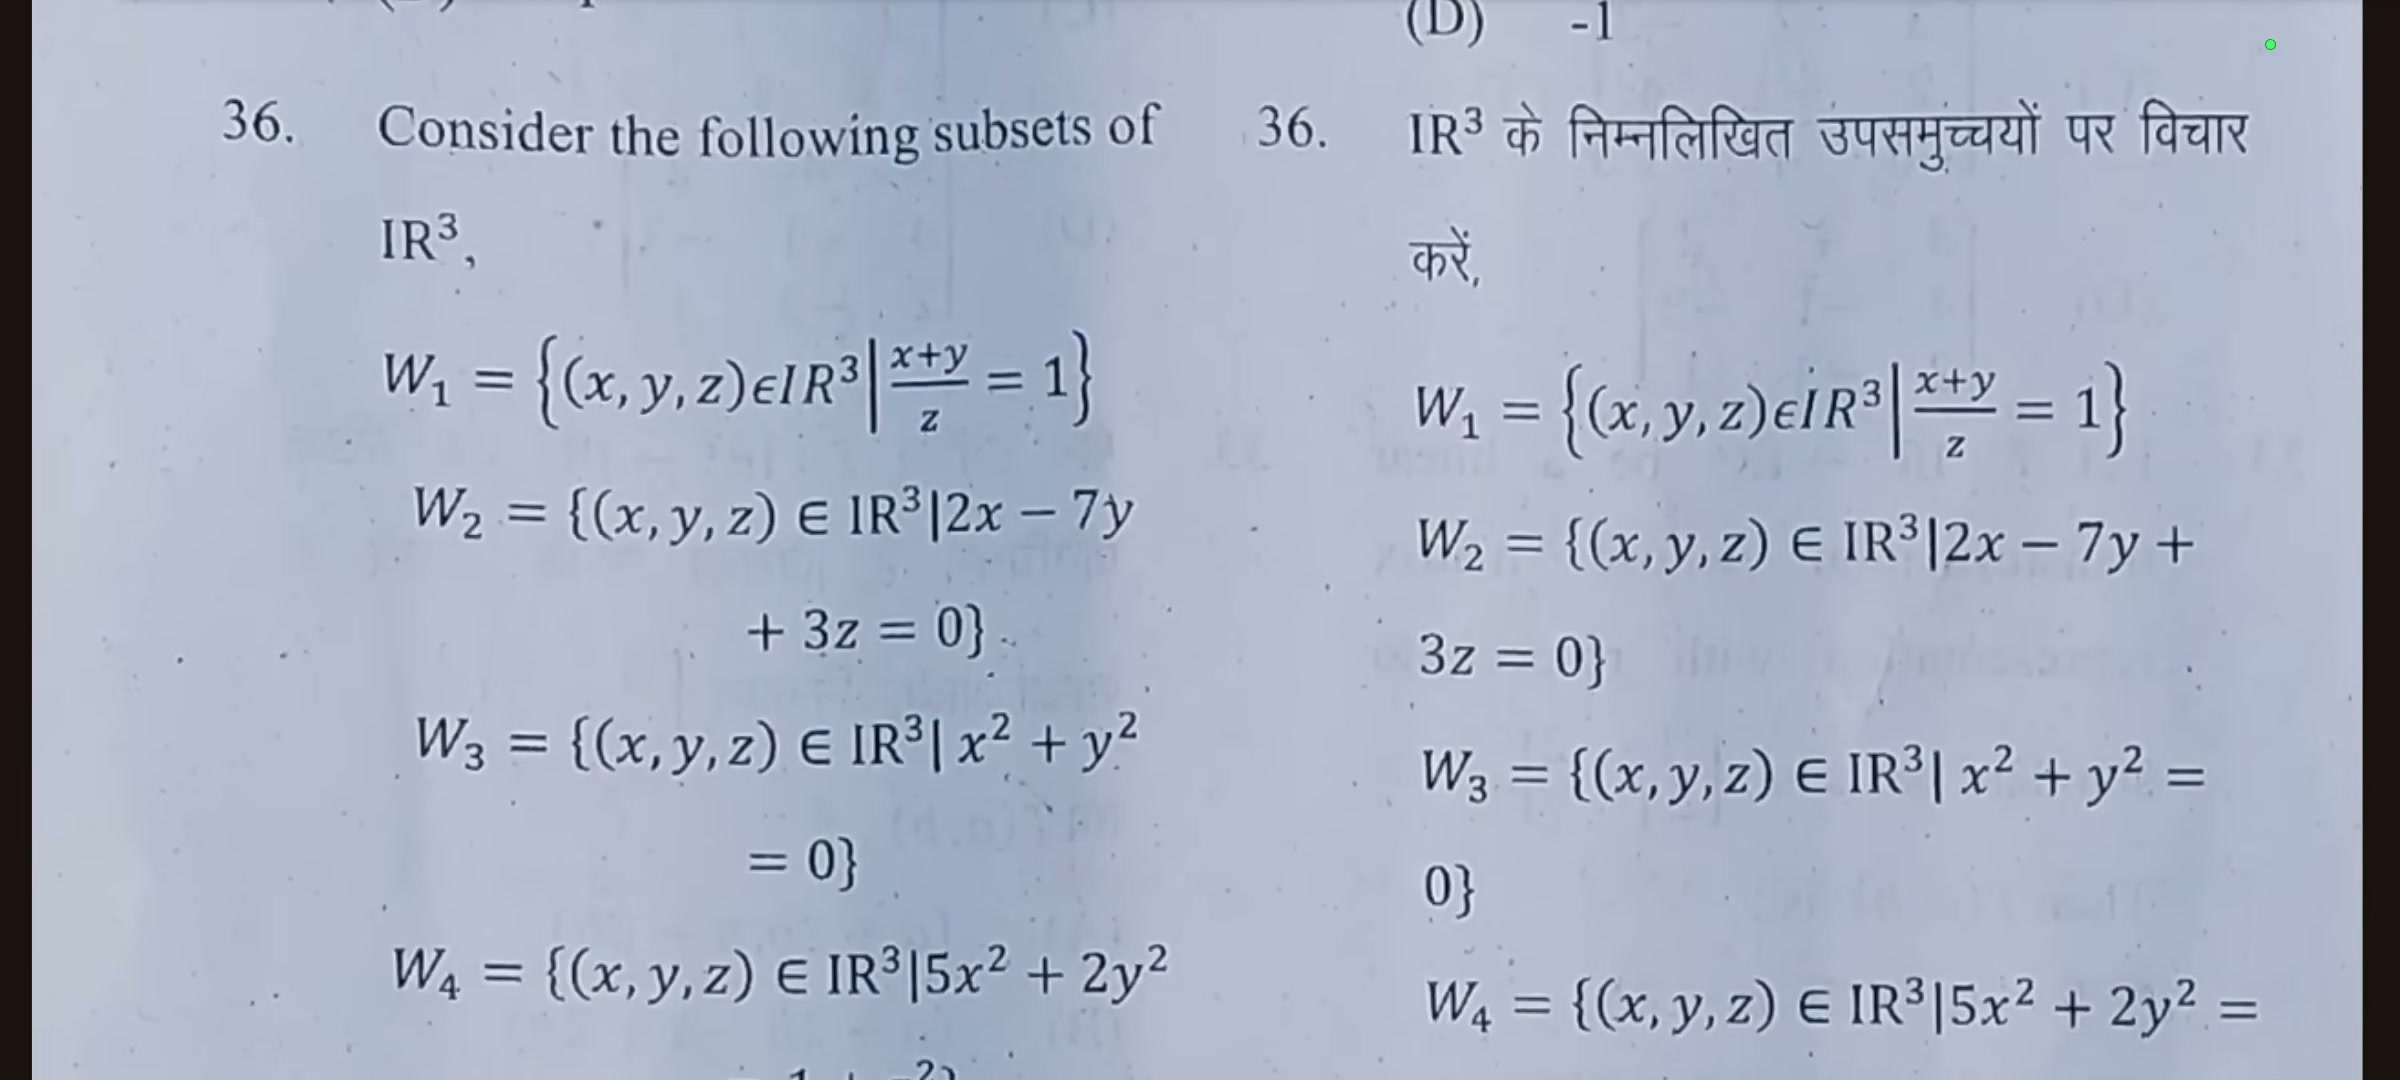 36. Consider the following subsets of
IR³,
W₁ = {(x, y, z)ϵIR³|x+y/z = 1}
W₂ = {(x, y, z) ∈ IR³|2x − 7y
+ 3z = 0}
W₃ = {(x, y, z) ∈ IR³| x² + y²
= 0}
W₄ = {(x, y, z) ∈ IR³|5x² + 2y²
(D) -1
36. IR³ के निम्नलिखित उपसमुच्चयों पर विचार
करें,
W₁ = {(x, y, z)ϵIR³|x+y/z = 1}
W₂ = {(x, y, z) ∈ IR³|2x − 7y +
3z = 0}
W₃ = {(x, y, z) ∈ IR³| x² + y² =
0}
W₄ = {(x, y, z) ∈ IR³|5x² + 2y² =